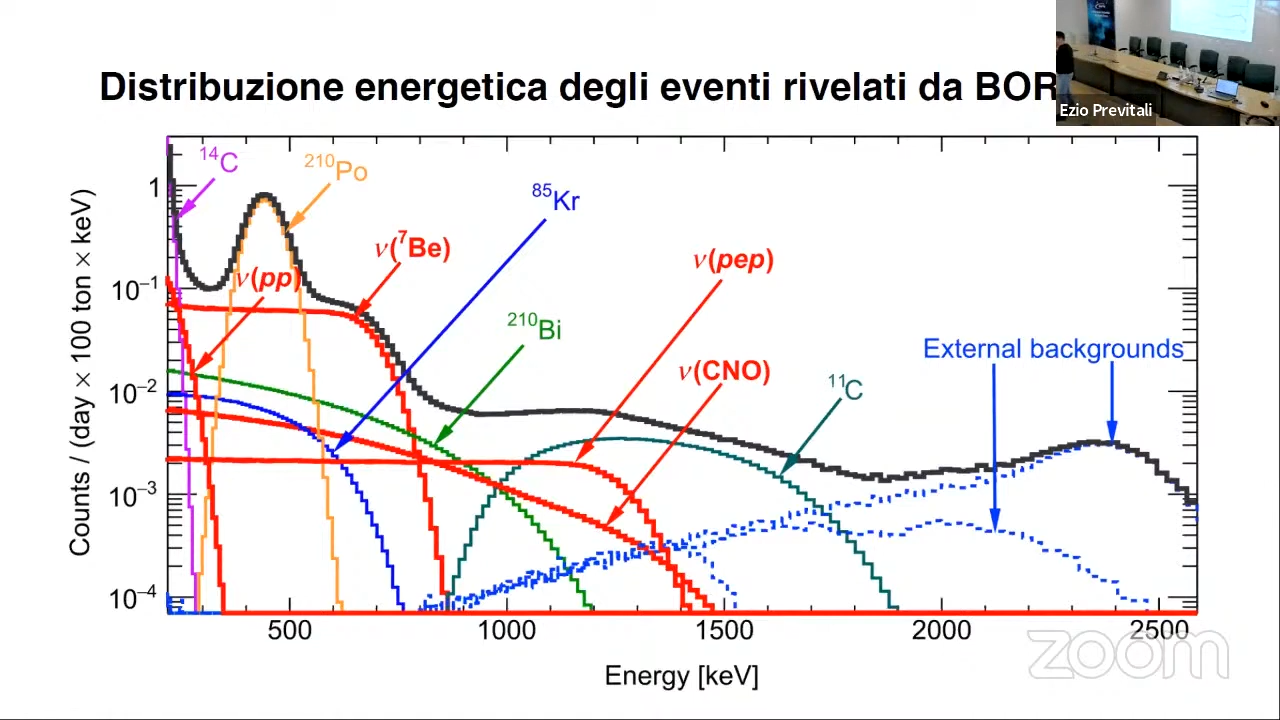 Distribuzione energetica degli eventi rivelati da BOR
Ezio Previtali
¹⁴C
²¹⁰Po
⁸⁵Kr
ν(⁷Be)
ν(pep)
ν(pp)
²¹⁰Bi
External backgrounds
ν(CNO)
¹¹C
1
10⁻¹
10⁻²
10⁻³
10⁻⁴
Counts / (day × 100 ton × keV)
500 1000 1500 2000 2500
Energy [keV]
zoom